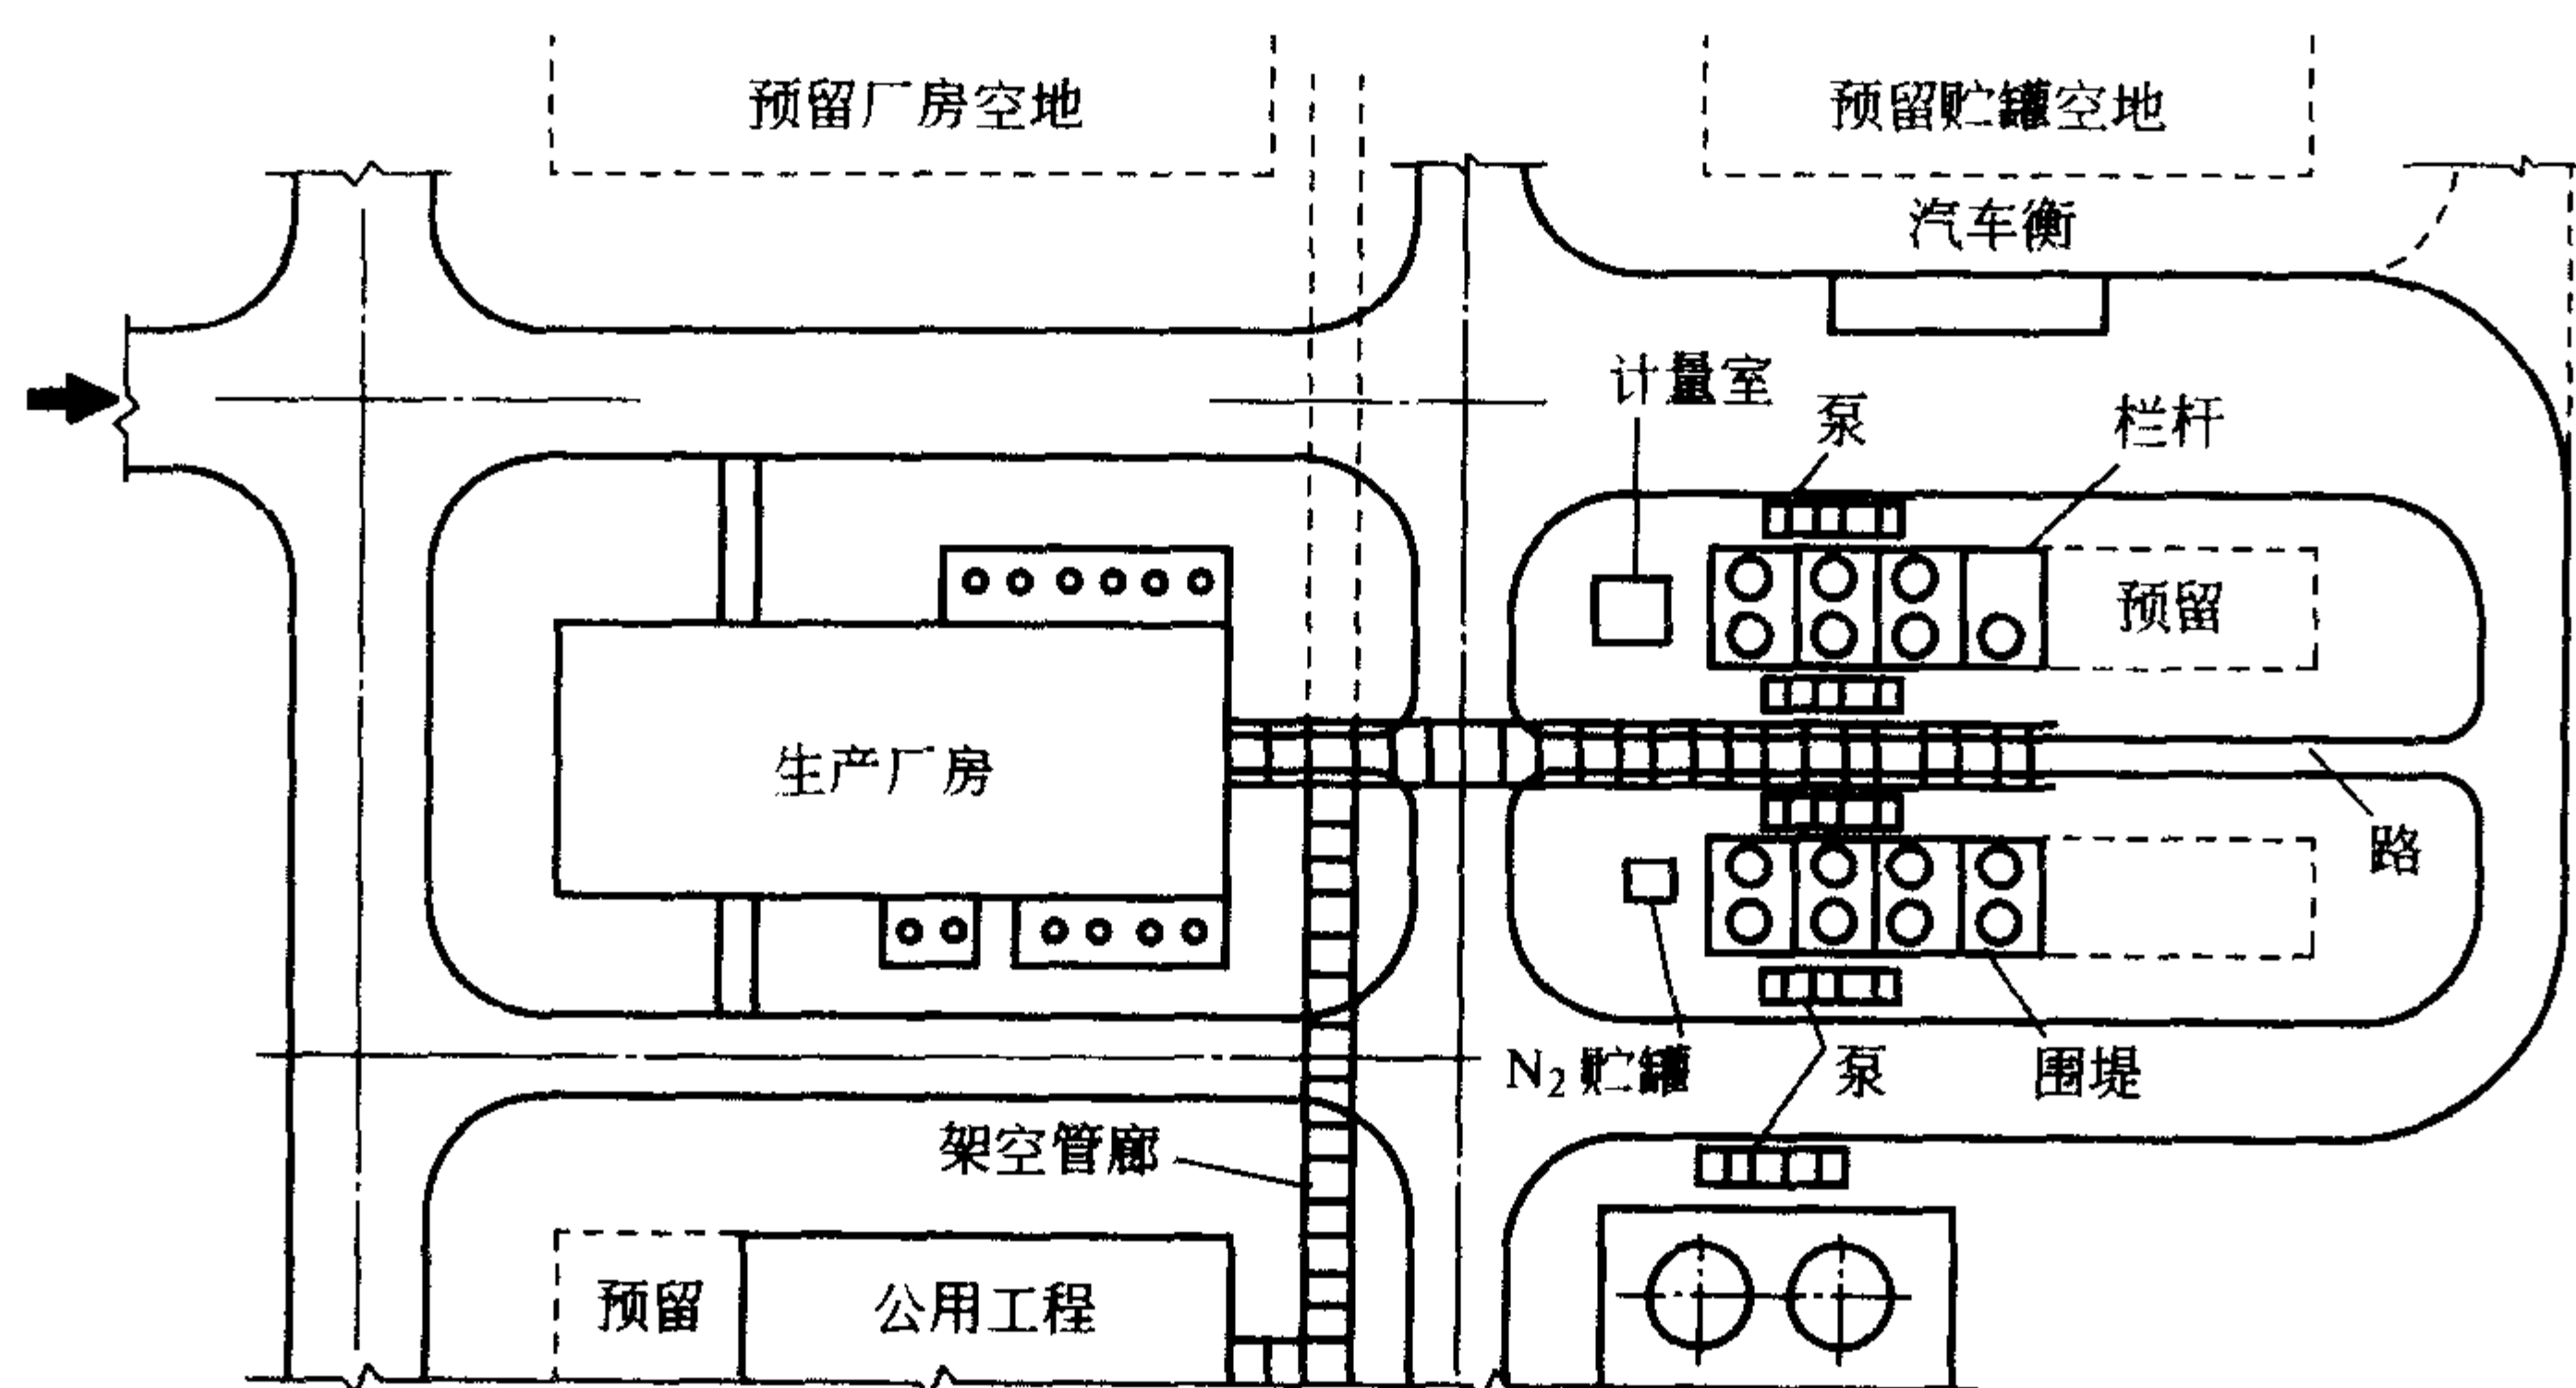 预留厂房空地
预留贮罐空地
汽车衡
计量室
泵
栏杆
预留
生产厂房
路
N₂贮罐
泵
围堤
架空管廊
预留
公用工程